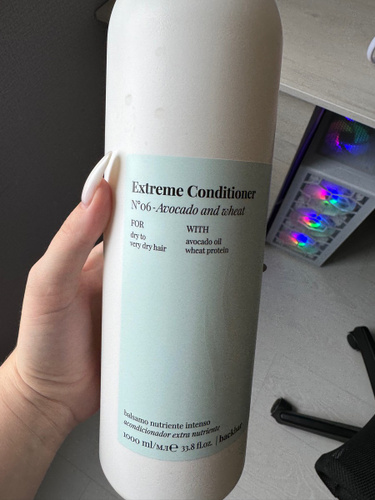 Extreme Conditioner
N°06 - Avocado and wheat
FOR
dry to
very dry hair
WITH
avocado oil
wheat protein
balsamo nutriente intenso
acondicionador extra nutriente
1000 ml/мл ℮ 33.8 fl.oz. | backbar